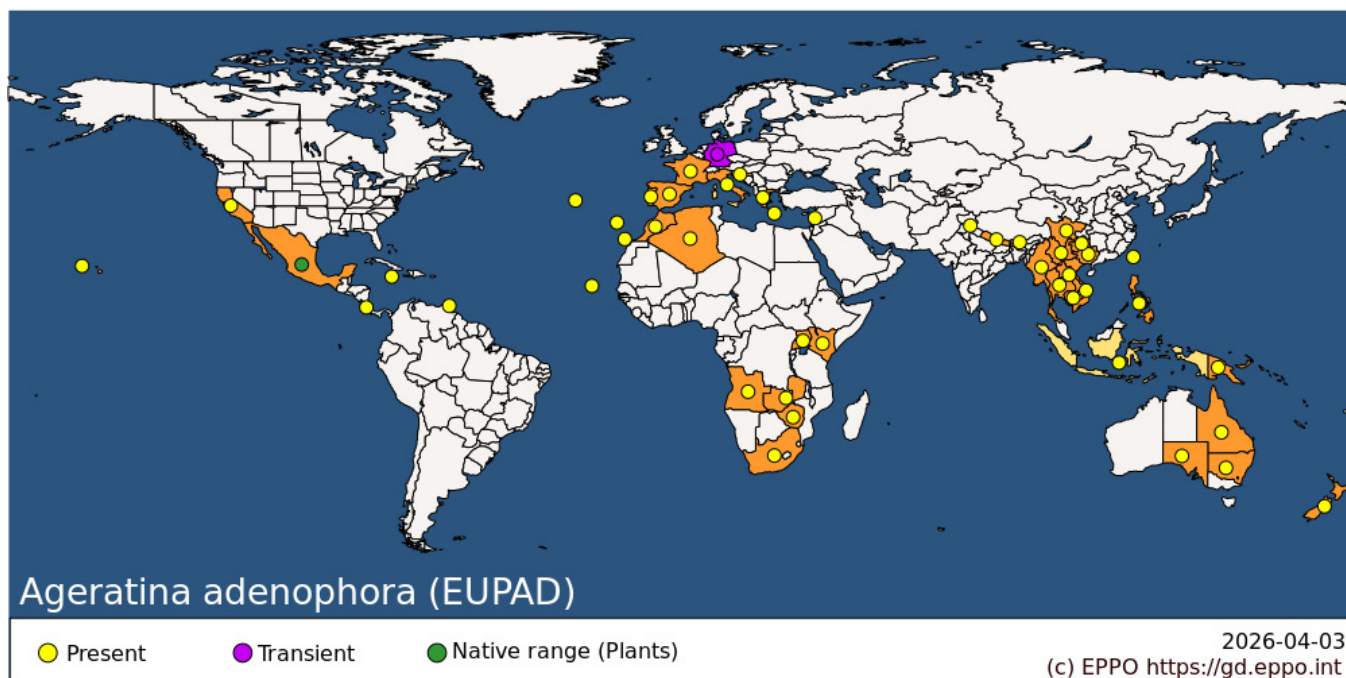 Ageratina adenophora (EUPAD)
Present
Transient
Native range (Plants)
2026-04-03
(c) EPPO https://gd.eppo.int